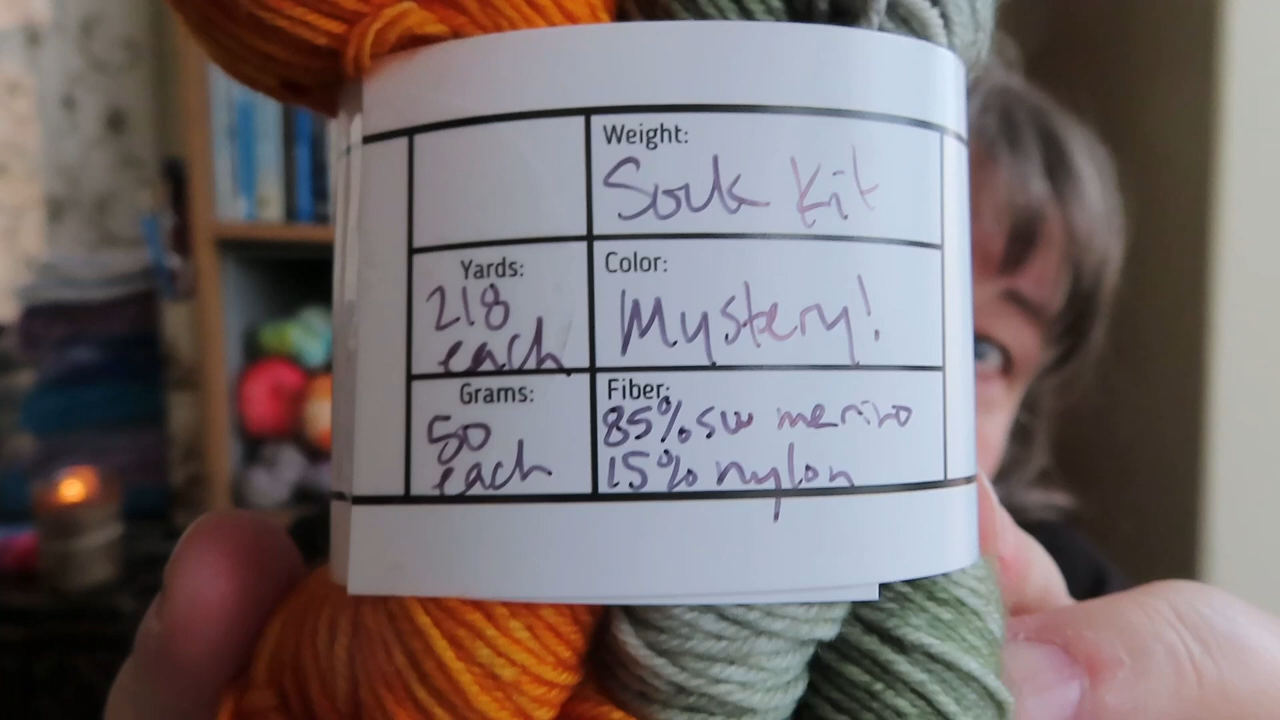 Weight:
Sock Kit
Yards:
218
each
Color:
Mystery!
Grams:
50
each
Fiber:
85% sw merino
15% nylon